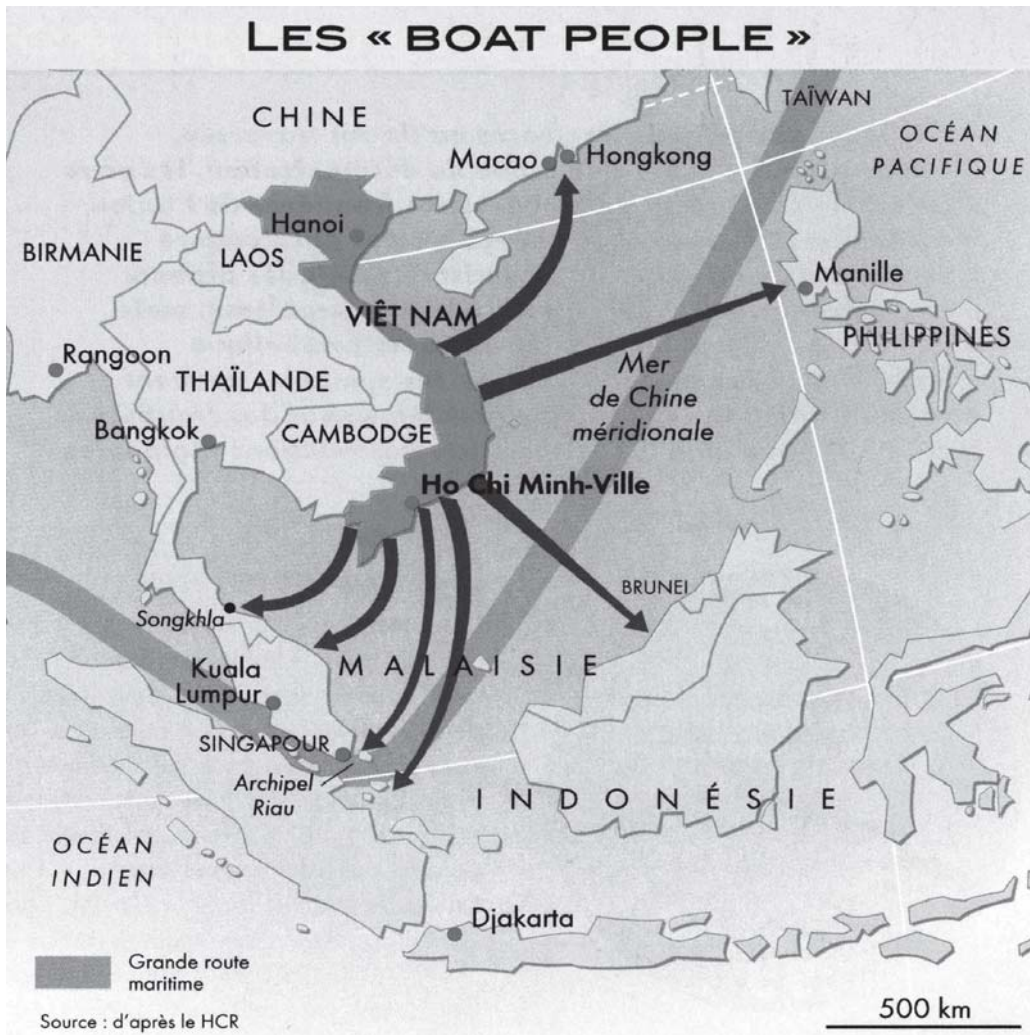 LES « BOAT PEOPLE »
CHINE
TAÏWAN
OCÉAN
PACIFIQUE
Macao
Hongkong
Hanoi
BIRMANIE
LAOS
VIÊT NAM
Manille
PHILIPPINES
Rangoon
THAÏLANDE
Mer
de Chine
méridionale
Bangkok
CAMBODGE
Ho Chi Minh-Ville
BRUNEI
Songkhla
MALAISIE
Kuala
Lumpur
SINGAPOUR
Archipel
Riau
INDONÉSIE
OCÉAN
INDIEN
Djakarta
Grande route
maritime
500 km
Source : d'après le HCR